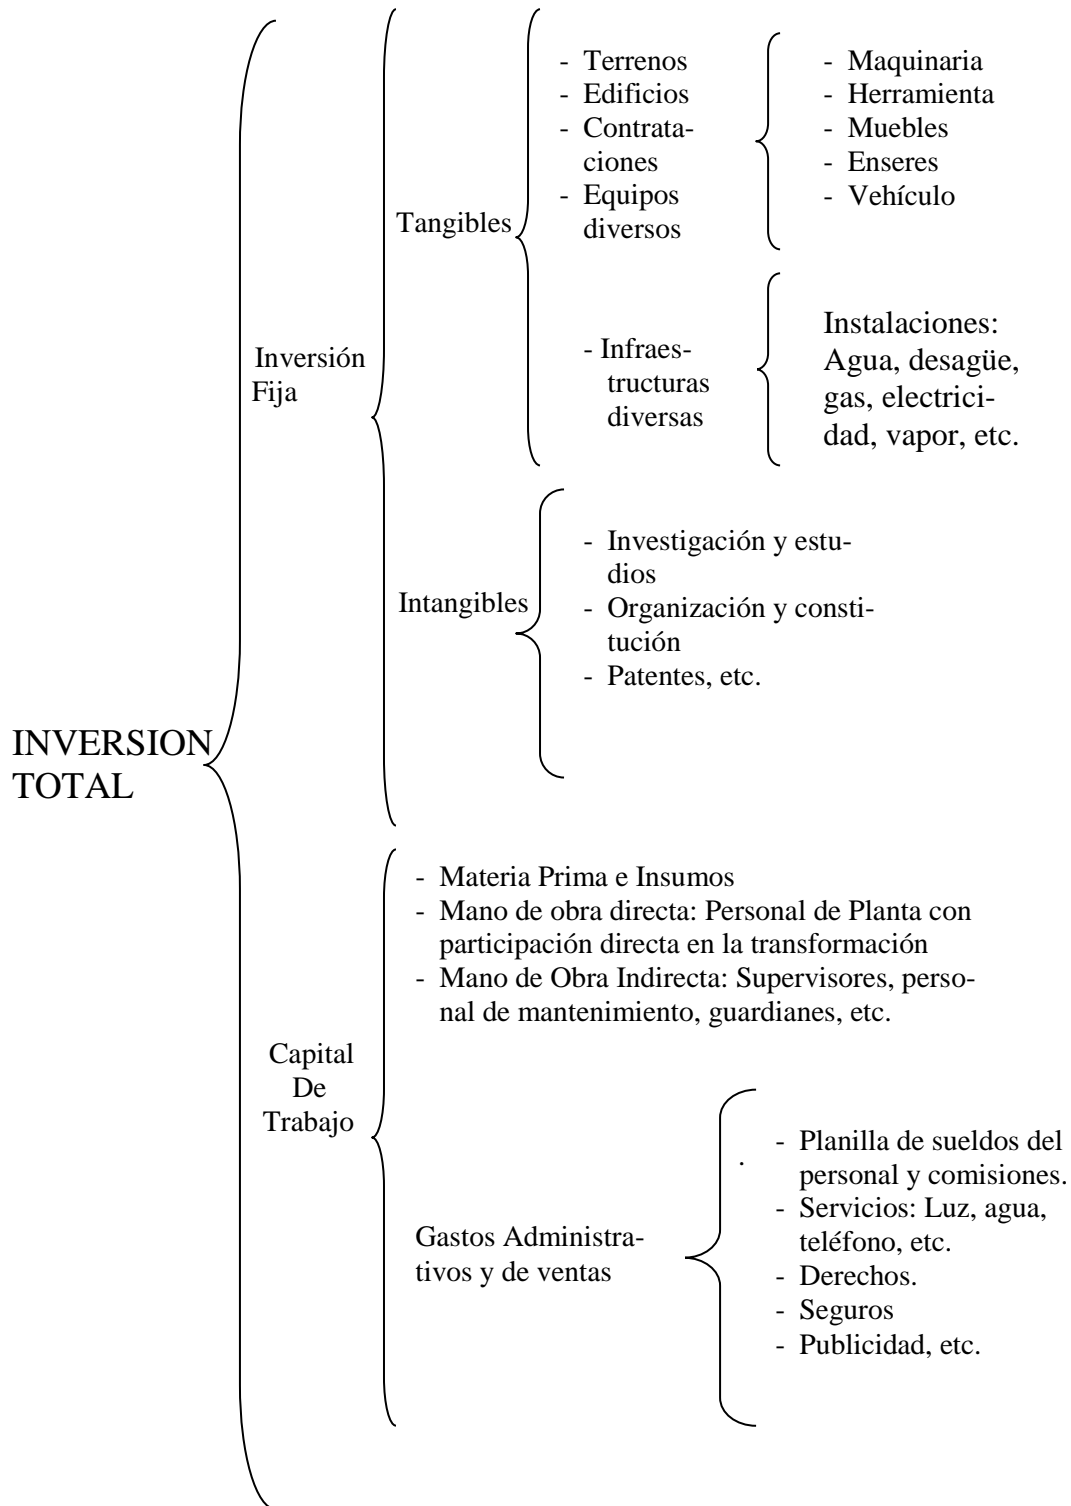 INVERSION
TOTAL
Inversión
Fija
Tangibles
- Terrenos
- Edificios
- Contrata-
ciones
- Equipos
diversos
- Maquinaria
- Herramienta
- Muebles
- Enseres
- Vehículo
- Infraes-
tructuras
diversas
Instalaciones:
Agua, desagüe,
gas, electrici-
dad, vapor, etc.
Intangibles
- Investigación y estu-
dios
- Organización y consti-
tución
- Patentes, etc.
Capital
De
Trabajo
- Materia Prima e Insumos
- Mano de obra directa: Personal de Planta con
participación directa en la transformación
- Mano de Obra Indirecta: Supervisores, perso-
nal de mantenimiento, guardianes, etc.
Gastos Administra-
tivos y de ventas
.
- Planilla de sueldos del
personal y comisiones.
- Servicios: Luz, agua,
teléfono, etc.
- Derechos.
- Seguros
- Publicidad, etc.